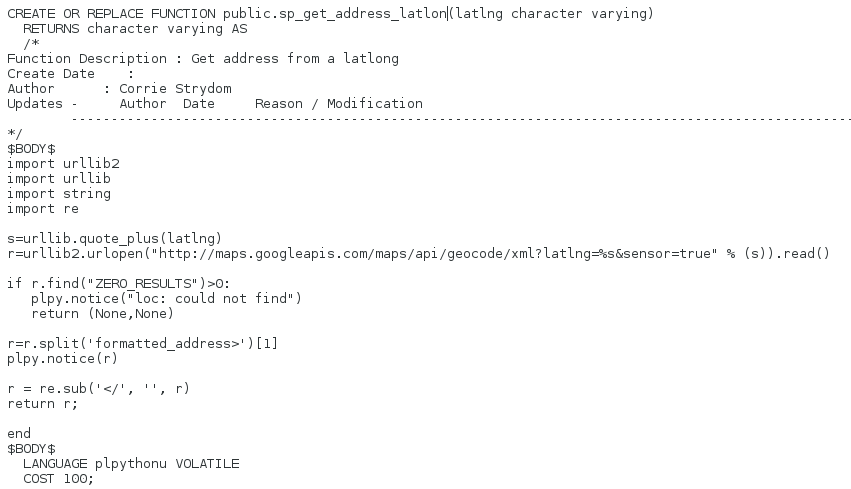 CREATE OR REPLACE FUNCTION public.sp_get_address_latlon(latlng character varying)
  RETURNS character varying AS
  /*
Function Description : Get address from a latlong
Create Date    :
Author      : Corrie Strydom
Updates -     Author  Date     Reason / Modification
        --------------------------------------------------------------------------------------------------
*/
$BODY$
import urllib2
import urllib
import string
import re

s=urllib.quote_plus(latlng)
r=urllib2.urlopen("http://maps.googleapis.com/maps/api/geocode/xml?latlng=%s&sensor=true" % (s)).read()

if r.find("ZERO_RESULTS")>0:
   plpy.notice("loc: could not find")
   return (None,None)

r=r.split('formatted_address>')[1]
plpy.notice(r)

r = re.sub('</', '', r)
return r;

end
$BODY$
  LANGUAGE plpythonu VOLATILE
  COST 100;